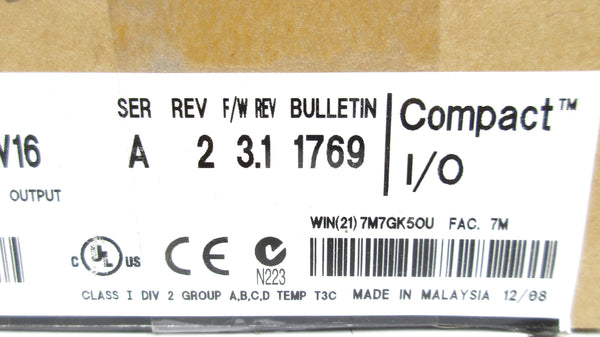 SER REV F/W REV BULLETIN
V16 A 2 3.1 1769
Compact™
I/O
OUTPUT
WIN(21) 7M7GK5OU FAC. 7M
c UL US CE N223
CLASS I DIV 2 GROUP A,B,C,D TEMP T3C MADE IN MALAYSIA 12/08